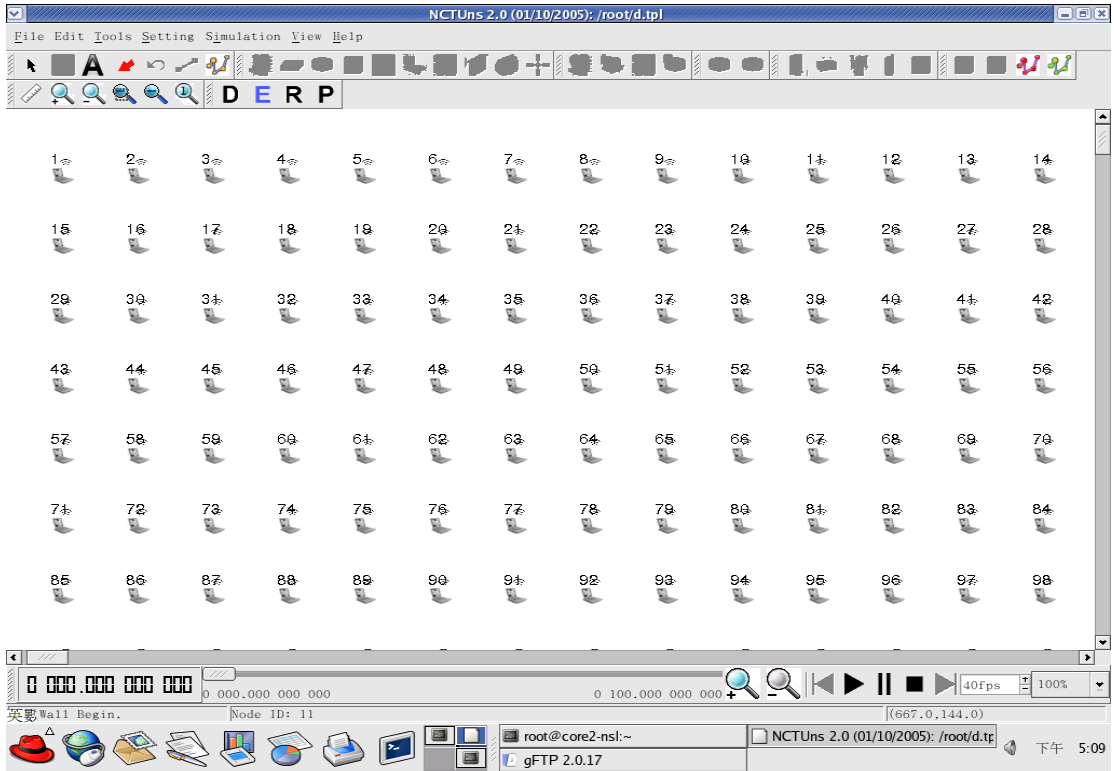 NCTUns 2.0 (01/10/2005): /root/d.tpl
File Edit Tools Setting Simulation View Help
A
1 D E R P
1 2 3 4 5 6 7 8 9 10 11 12 13 14
15 16 17 18 19 20 21 22 23 24 25 26 27 28
29 30 31 32 33 34 35 36 37 38 39 40 41 42
43 44 45 46 47 48 49 50 51 52 53 54 55 56
57 58 59 60 61 62 63 64 65 66 67 68 69 70
71 72 73 74 75 76 77 78 79 80 81 82 83 84
85 86 87 88 89 90 91 92 93 94 95 96 97 98
0 000.000 000 000
0 000.000 000 000 0 100.000 000 000
40fps 100%
英數 Wall Begin. Node ID: 11 (667.0,144.0)
root@core2-nsl:~ NCTUns 2.0 (01/10/2005): /root/d.tp
gFTP 2.0.17
下午 5:09